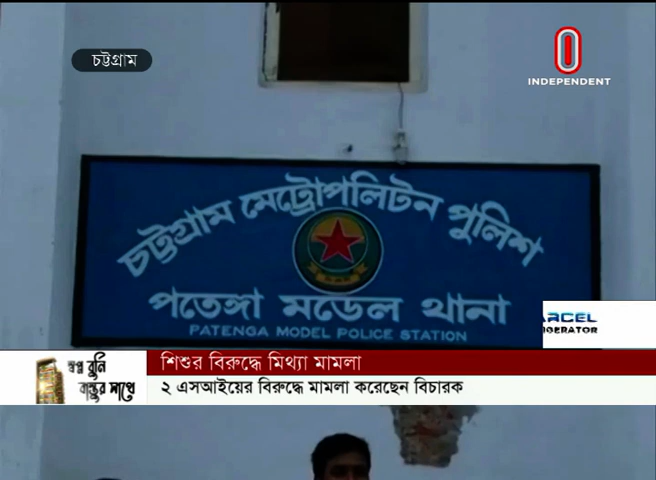 চট্টগ্রাম
INDEPENDENT
চট্টগ্রাম মেট্রোপলিটন পুলিশ
পতেঙ্গা মডেল থানা
PATENGA MODEL POLICE STATION
স্বপ্ন বুনি
বাস্তুর সাথে
শিশুর বিরুদ্ধে মিথ্যা মামলা
২ এসআইয়ের বিরুদ্ধে মামলা করেছেন বিচারক